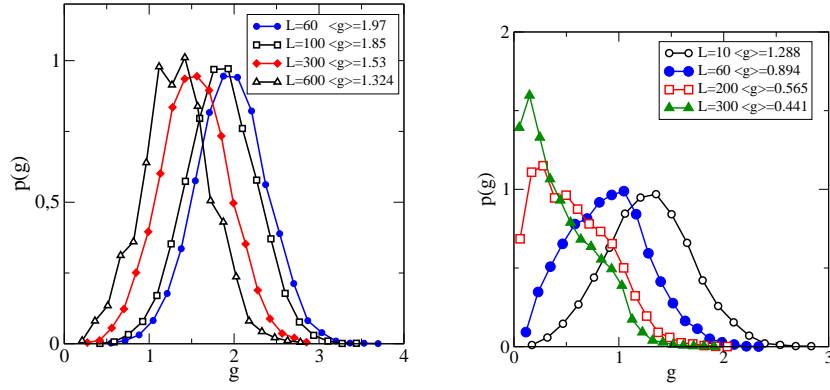 L=60 <g>=1.97
L=100 <g>=1.85
L=300 <g>=1.53
L=600 <g>=1.324
1
0,5
0
p(g)
0 1 2 3 4
g
L=10 <g>=1.288
L=60 <g>=0.894
L=200 <g>=0.565
L=300 <g>=0.441
2
1
0
p(g)
0 1 2 3
g